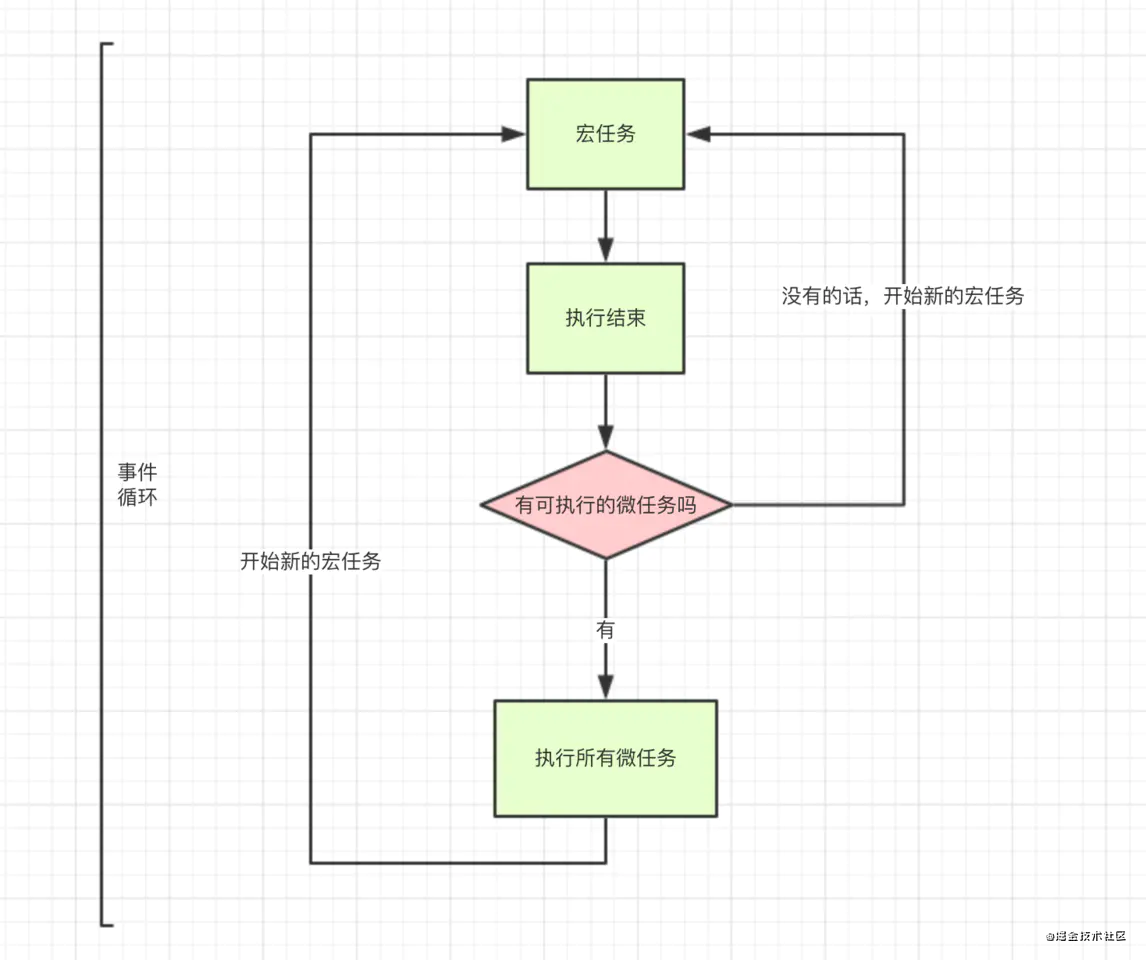 宏任务
执行结束
没有的话，开始新的宏任务
事件
循环
有可执行的微任务吗
开始新的宏任务
有
执行所有微任务
@掘金技术社区